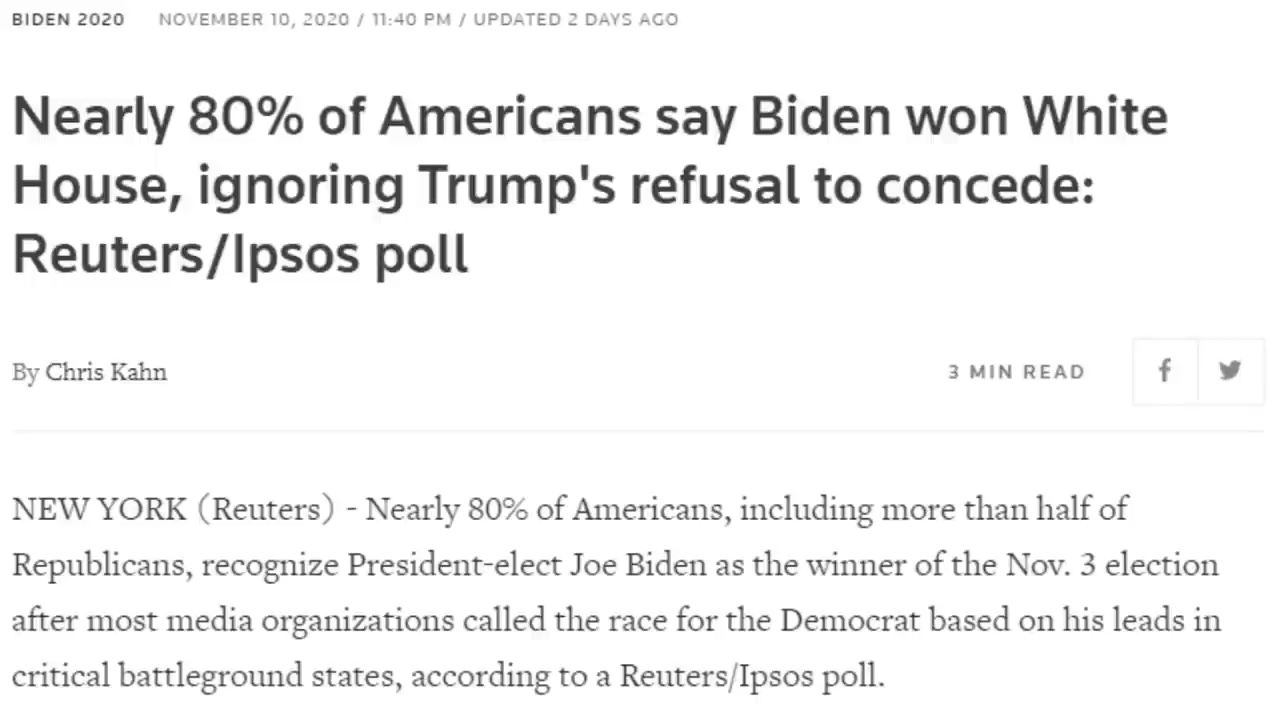 BIDEN 2020 NOVEMBER 10, 2020 / 11:40 PM / UPDATED 2 DAYS AGO
Nearly 80% of Americans say Biden won White
House, ignoring Trump's refusal to concede:
Reuters/Ipsos poll
By Chris Kahn
3 MIN READ
NEW YORK (Reuters) - Nearly 80% of Americans, including more than half of
Republicans, recognize President-elect Joe Biden as the winner of the Nov. 3 election
after most media organizations called the race for the Democrat based on his leads in
critical battleground states, according to a Reuters/Ipsos poll.